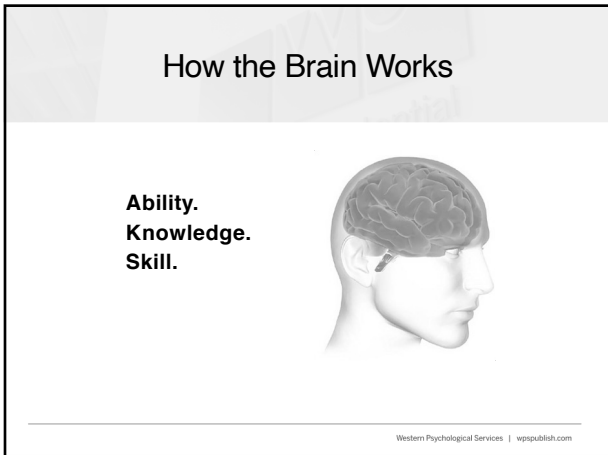 How the Brain Works
Ability.
Knowledge.
Skill.
Western Psychological Services | wpspublish.com